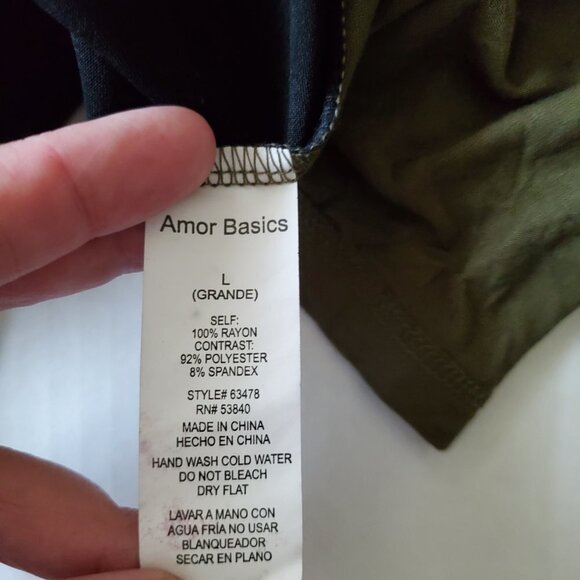 Amor Basics
L
(GRANDE)
SELF:
100% RAYON
CONTRAST:
92% POLYESTER
8% SPANDEX
STYLE# 63478
RN# 53840
MADE IN CHINA
HECHO EN CHINA
HAND WASH COLD WATER
DO NOT BLEACH
DRY FLAT
LAVAR A MANO CON
AGUA FRÍA NO USAR
BLANQUEADOR
SECAR EN PLANO